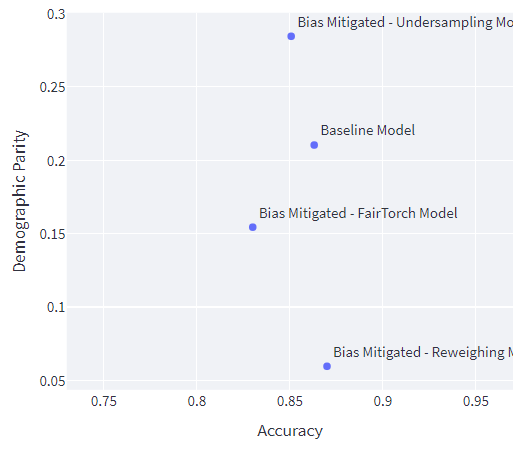 0.3
Bias Mitigated - Undersampling
0.25
Baseline Model
0.2
Bias Mitigated - FairTorch Model
0.15
0.1
Bias Mitigated - Reweighing
0.05
Demographic Parity
0.75 0.8 0.85 0.9 0.95
Accuracy